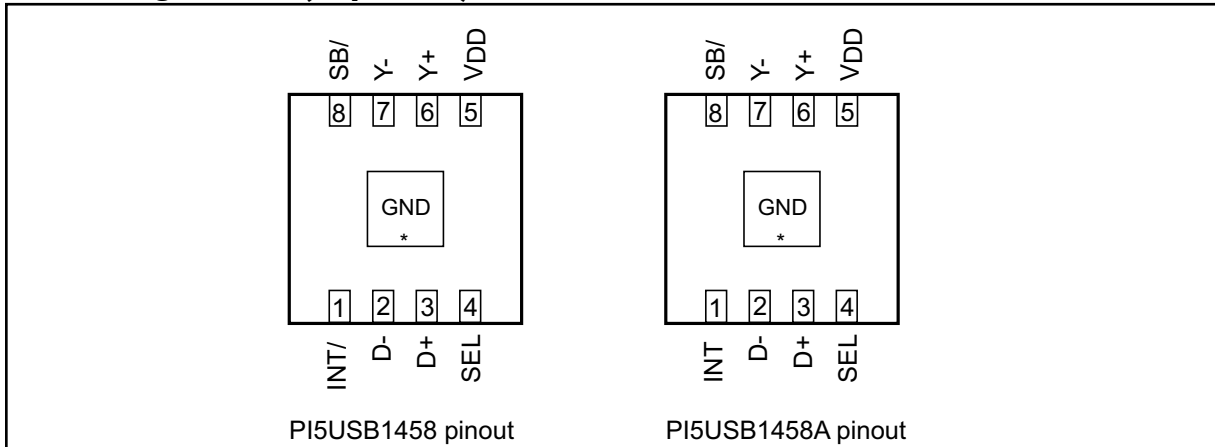 SB/ Y- Y+ VDD SB/ Y- Y+ VDD
8 7 6 5 8 7 6 5
GND GND
* *
1 2 3 4 1 2 3 4
INT/ D- D+ SEL INT D- D+ SEL
PI5USB1458 pinout PI5USB1458A pinout